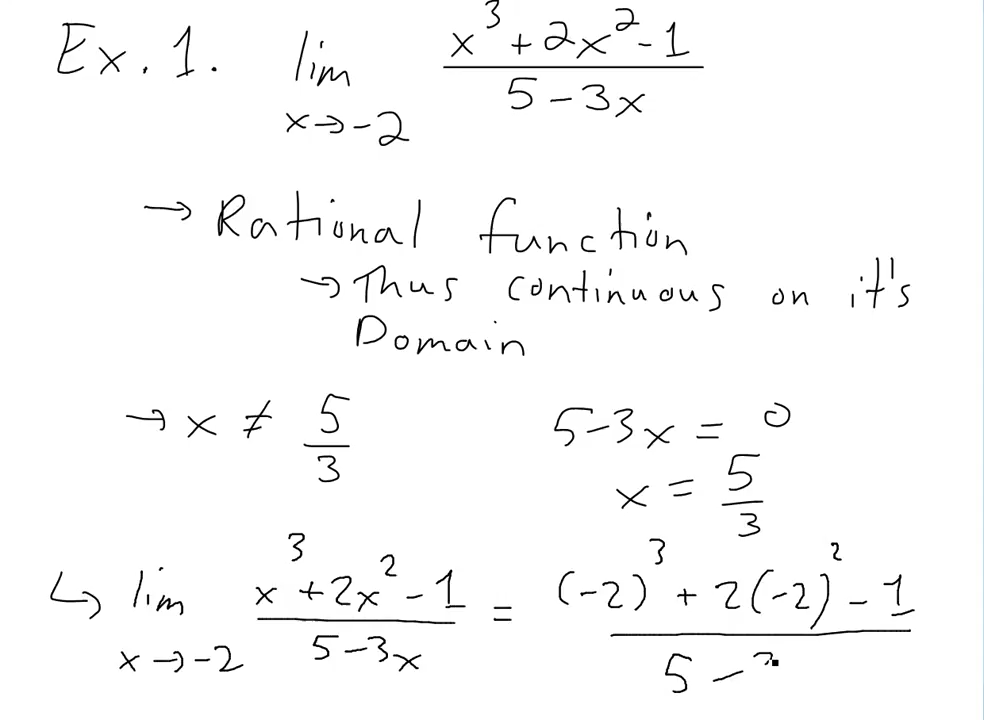 Ex. 1. lim x→-2 (x³ + 2x² - 1)/(5 - 3x)
→ Rational function
→ Thus continuous on it's
Domain
→ x ≠ 5/3
5 - 3x = 0
x = 5/3
↪ lim x→-2 (x³ + 2x² - 1)/(5 - 3x) = ((-2)³ + 2(-2)² - 1)/(5 - 3